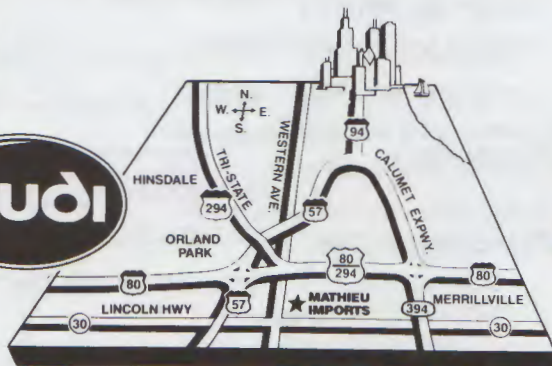 N.
W. E.
S.
94
WESTERN AVE.
CALUMET EXPWY
TRI-STATE
HINSDALE
udi
294
57
ORLAND
PARK
80
294
80
80
LINCOLN HWY
57
★ MATHIEU
IMPORTS
394
MERRILLVILLE
30
30